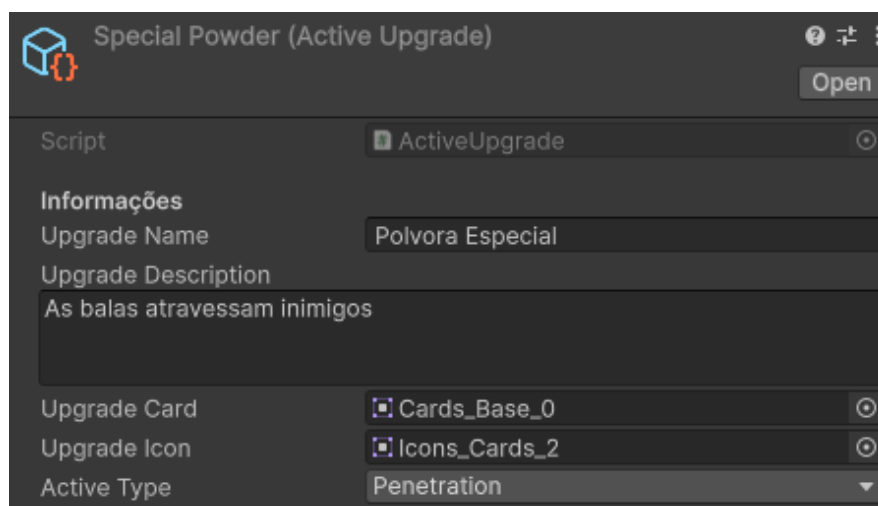 Special Powder (Active Upgrade)
Open
Script ActiveUpgrade
Informações
Upgrade Name Polvora Especial
Upgrade Description
As balas atravessam inimigos
Upgrade Card Cards_Base_0
Upgrade Icon Icons_Cards_2
Active Type Penetration